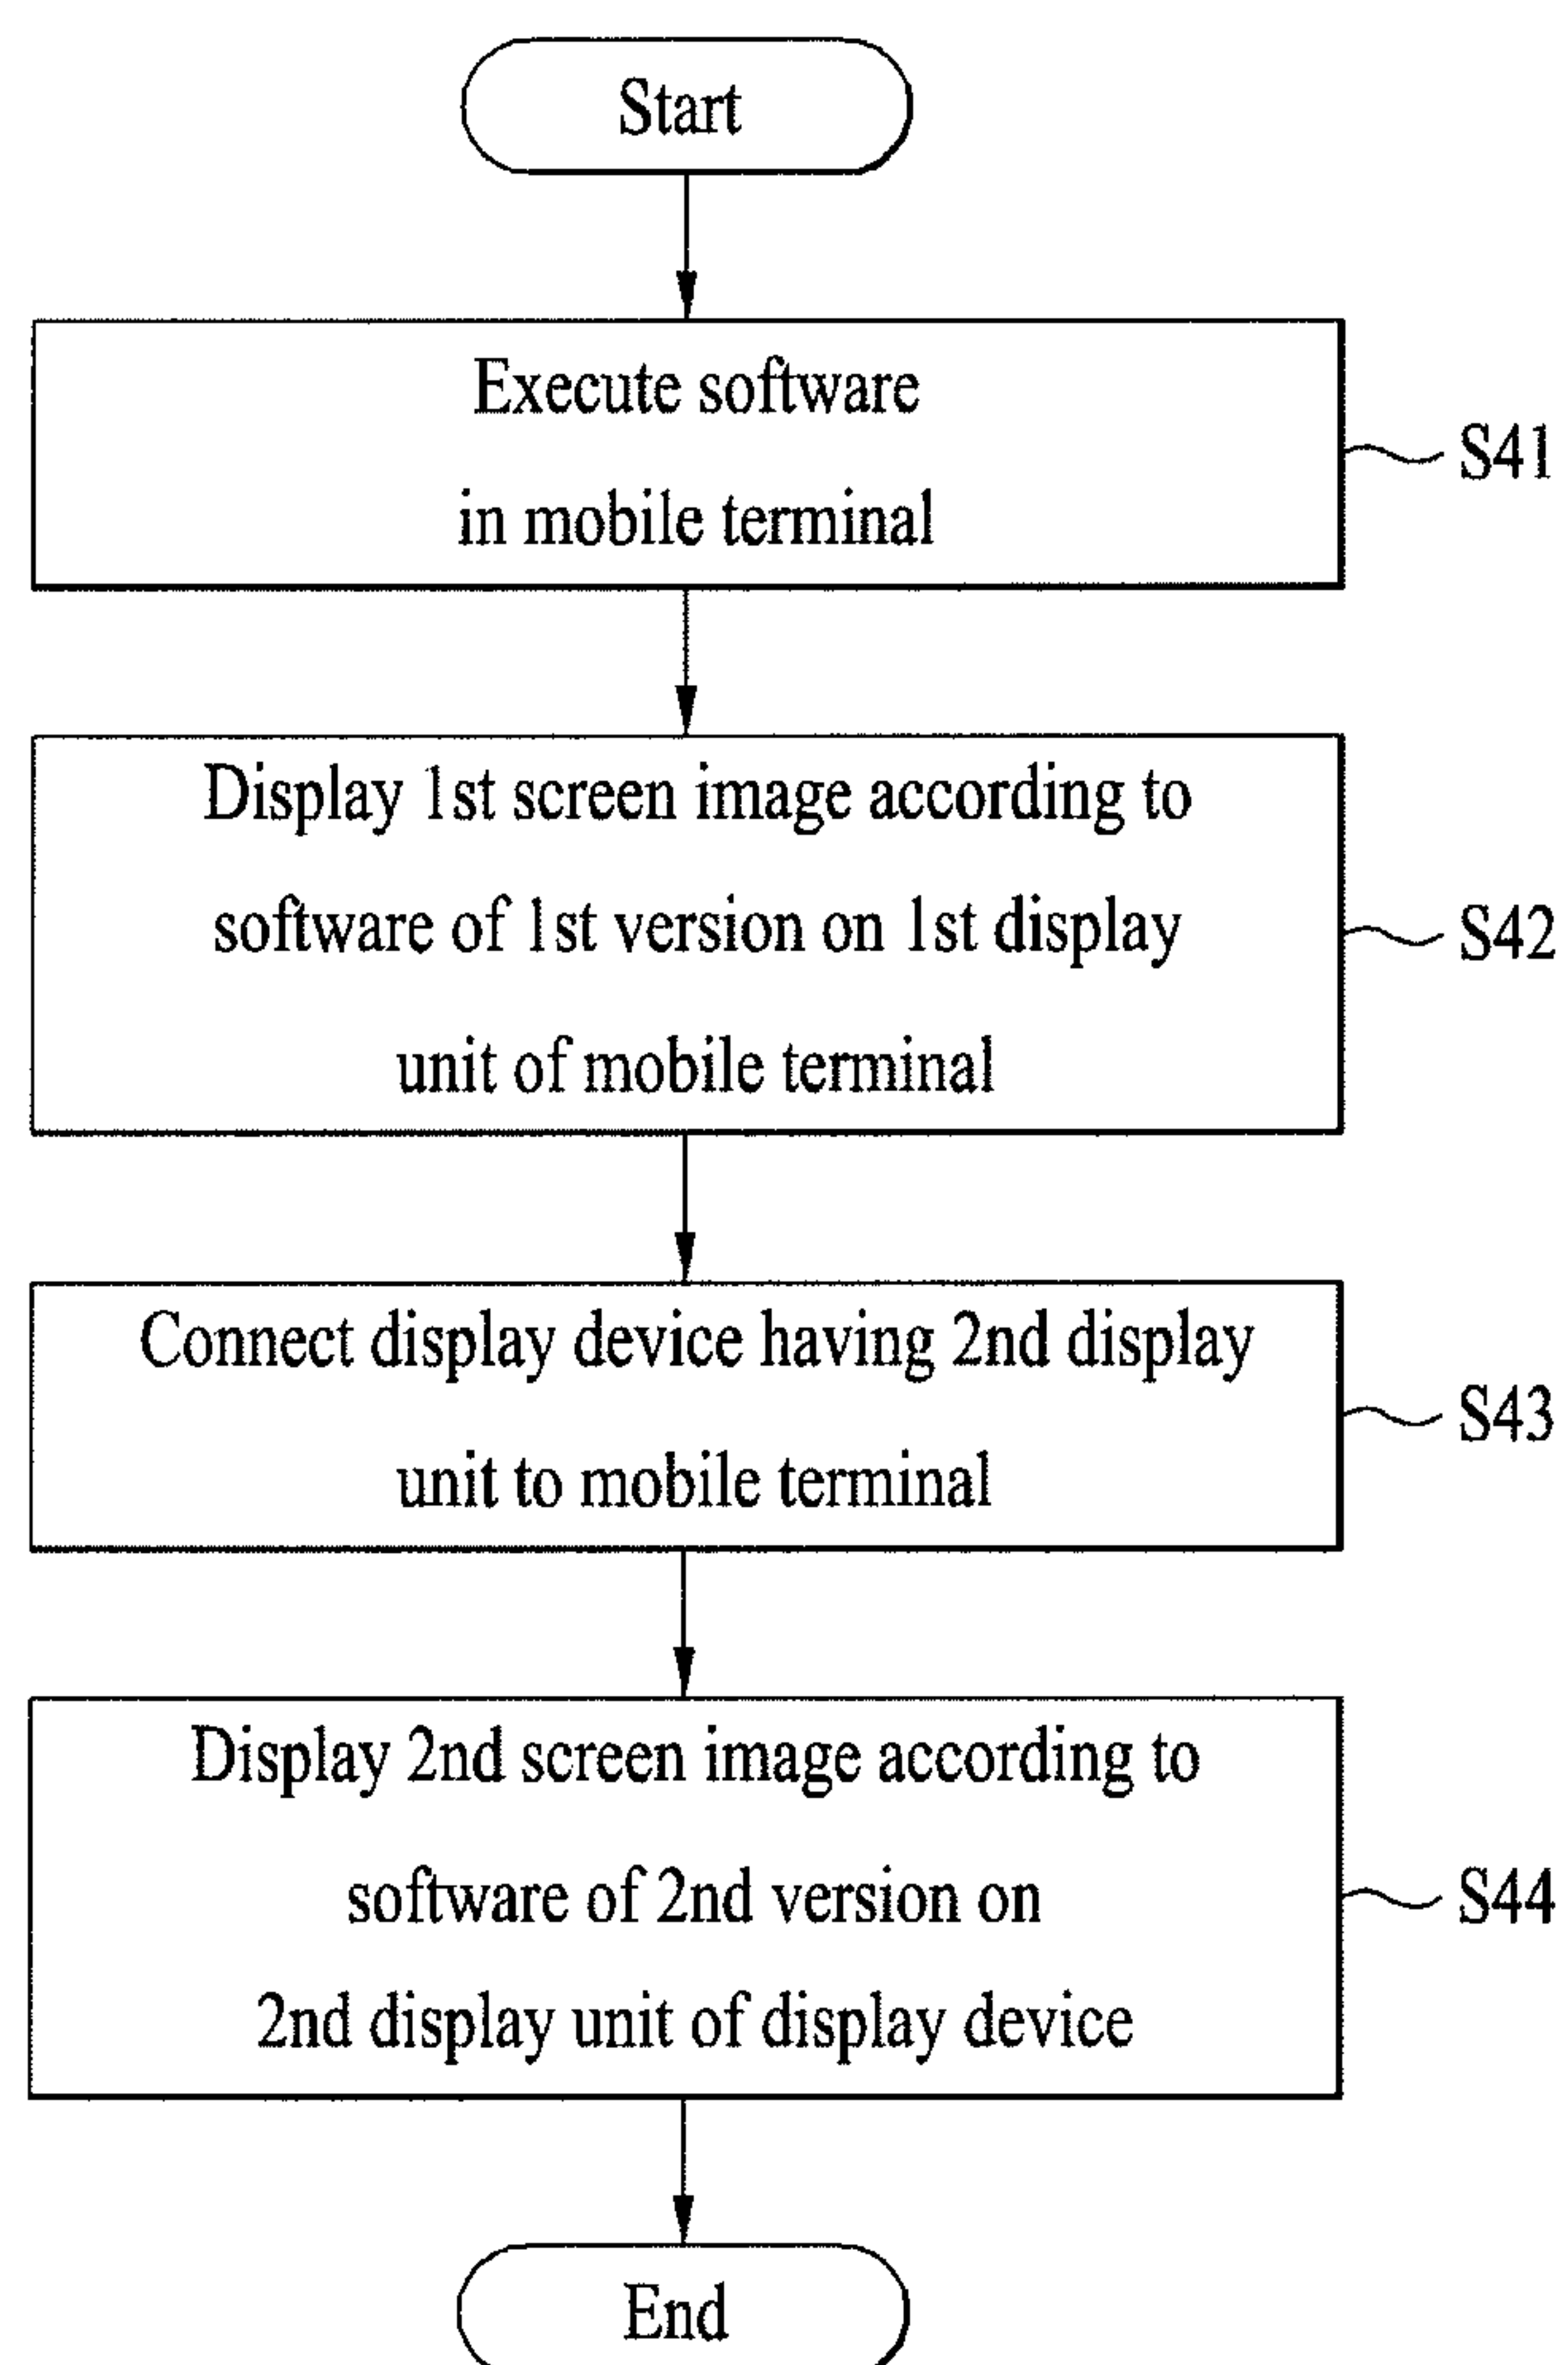 Start
Execute software
in mobile terminal
S41
Display 1st screen image according to
software of 1st version on 1st display
unit of mobile terminal
S42
Connect display device having 2nd display
unit to mobile terminal
S43
Display 2nd screen image according to
software of 2nd version on
2nd display unit of display device
S44
End